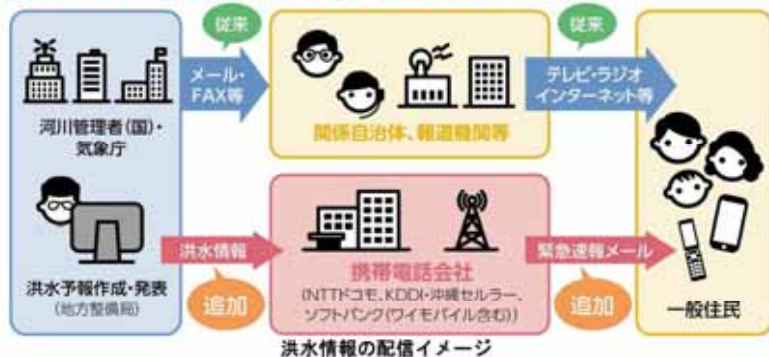 従来
従来
メール・
FAX等
テレビ・ラジオ
インターネット等
河川管理者(国)・
気象庁
関係自治体、報道機関等
洪水情報
携帯電話会社
(NTTドコモ、KDDI・沖縄セルラー、
ソフトバンク(ワイモバイル含む))
緊急速報メール
洪水予報作成・発表
(地方整備局)
追加
追加
一般住民
洪水情報の配信イメージ